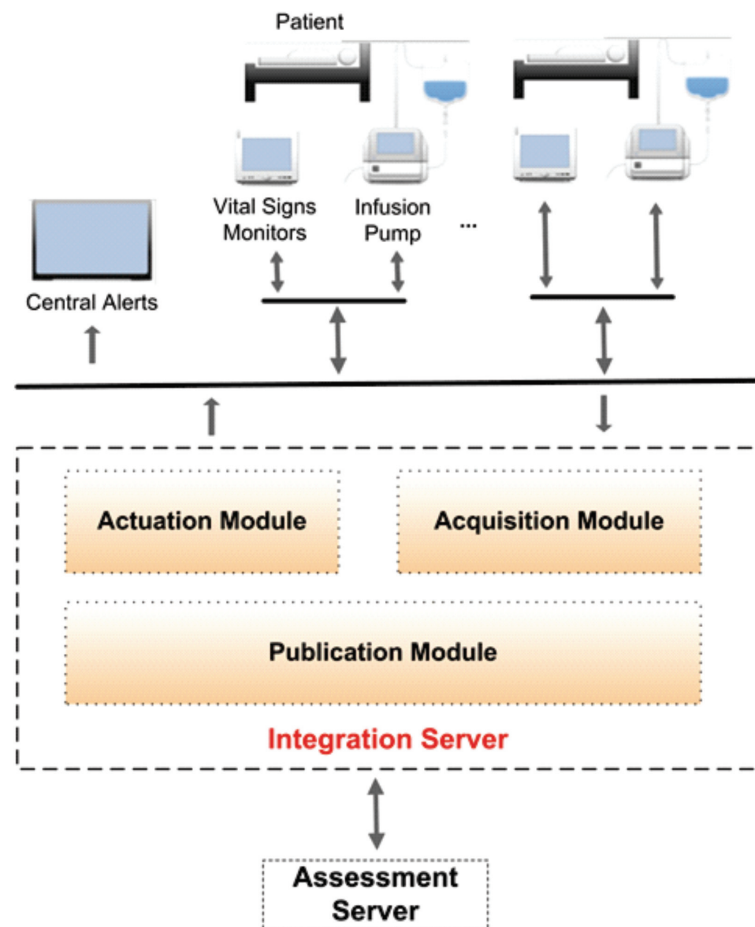 Patient
Vital Signs
Monitors
Infusion
Pump
...
Central Alerts
Actuation Module
Acquisition Module
Publication Module
Integration Server
Assessment
Server